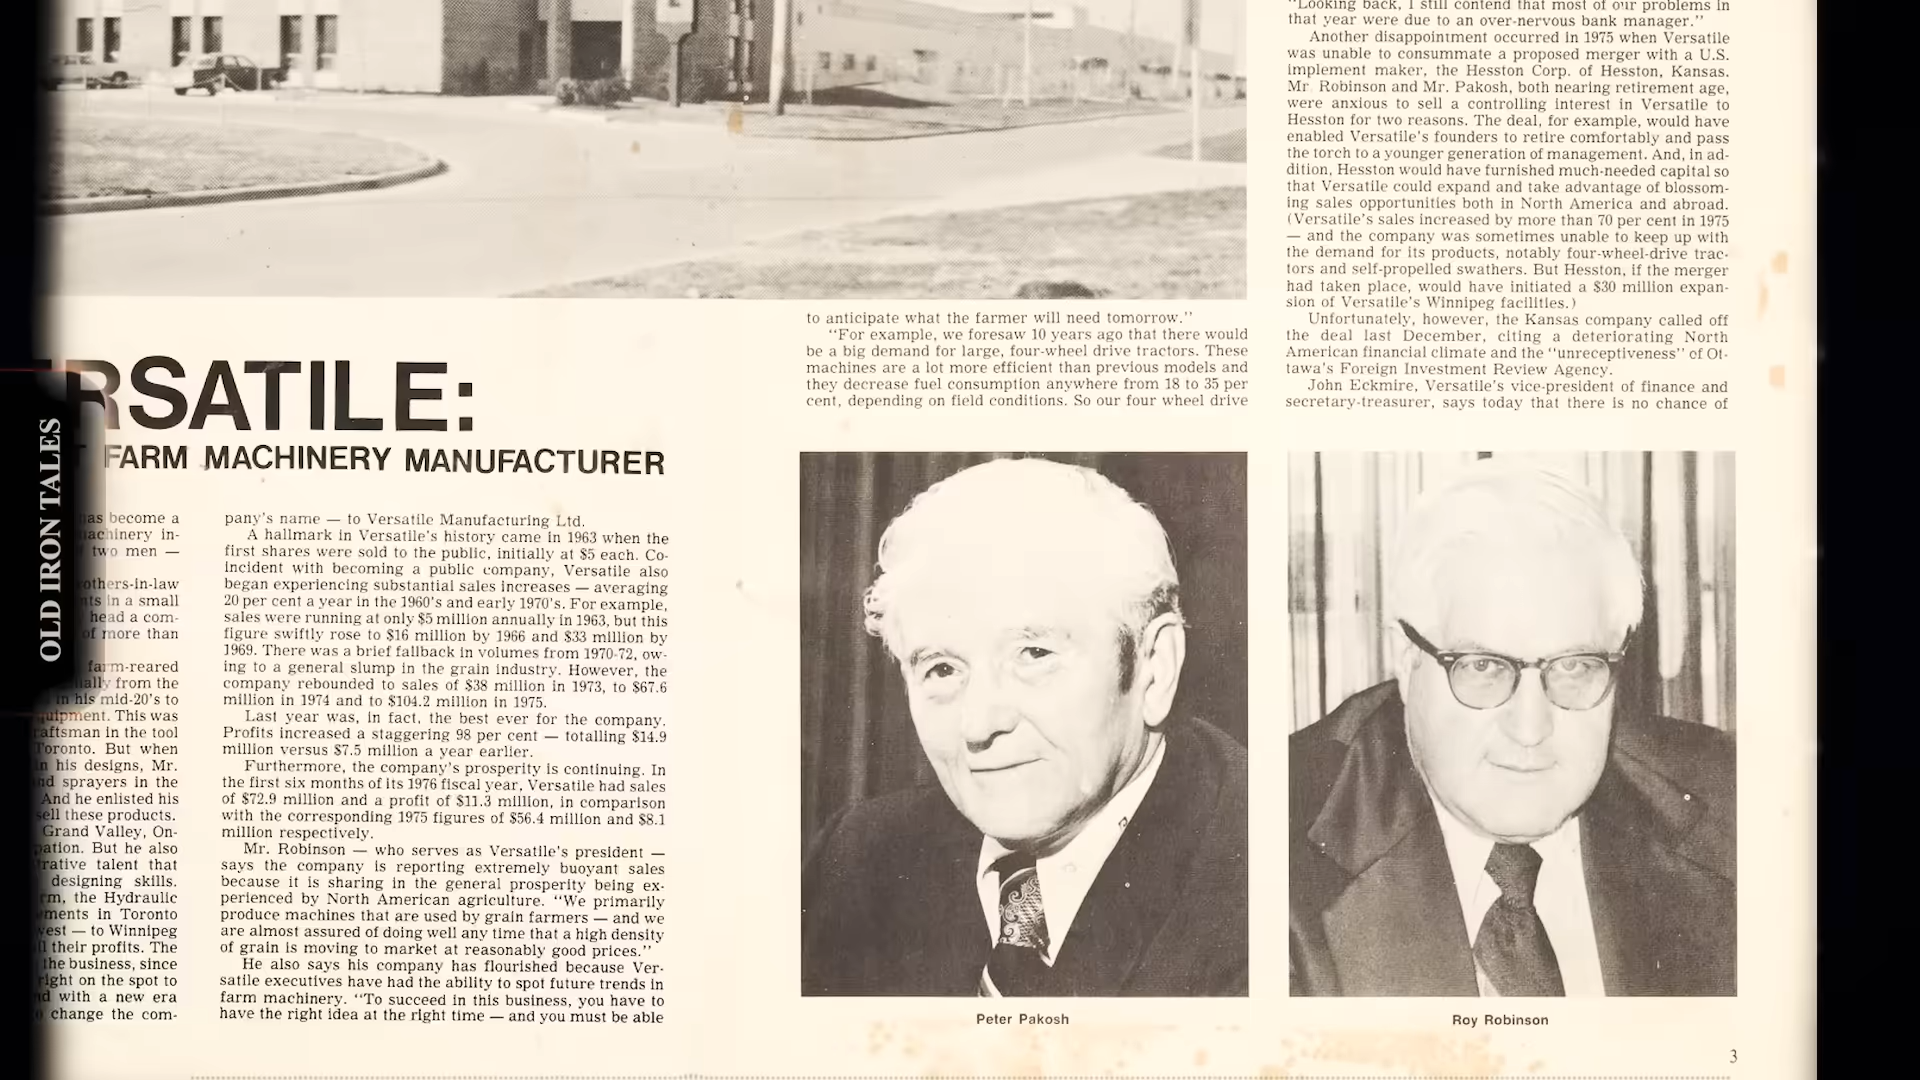 OLD IRON TALES
RSATILE:
FARM MACHINERY MANUFACTURER
has become a
machinery in-
two men —
others-in-law
nts in a small
head a com-
of more than
farm-reared
ially from the
in his mid-20's to
quipment. This was
raftsman in the tool
Toronto. But when
in his designs, Mr.
nd sprayers in the
And he enlisted his
sell these products.
Grand Valley, On-
pation. But he also
trative talent that
designing skills.
rm, the Hydraulic
ements in Toronto
west — to Winnipeg
ll their profits. The
the business, since
right on the spot to
nd with a new era
o change the com-
pany's name — to Versatile Manufacturing Ltd.
A hallmark in Versatile's history came in 1963 when the
first shares were sold to the public, initially at $5 each. Co-
incident with becoming a public company, Versatile also
began experiencing substantial sales increases — averaging
20 per cent a year in the 1960's and early 1970's. For example,
sales were running at only $5 million annually in 1963, but this
figure swiftly rose to $16 million by 1966 and $33 million by
1969. There was a brief fallback in volumes from 1970-72, ow-
ing to a general slump in the grain industry. However, the
company rebounded to sales of $38 million in 1973, to $67.6
million in 1974 and to $104.2 million in 1975.
Last year was, in fact, the best ever for the company.
Profits increased a staggering 98 per cent — totalling $14.9
million versus $7.5 million a year earlier.
Furthermore, the company's prosperity is continuing. In
the first six months of its 1976 fiscal year, Versatile had sales
of $72.9 million and a profit of $11.3 million, in comparison
with the corresponding 1975 figures of $56.4 million and $8.1
million respectively.
Mr. Robinson — who serves as Versatile's president —
says the company is reporting extremely buoyant sales
because it is sharing in the general prosperity being ex-
perienced by North American agriculture. "We primarily
produce machines that are used by grain farmers — and we
are almost assured of doing well any time that a high density
of grain is moving to market at reasonably good prices."
He also says his company has flourished because Ver-
satile executives have had the ability to spot future trends in
farm machinery. "To succeed in this business, you have to
have the right idea at the right time — and you must be able
to anticipate what the farmer will need tomorrow."
"For example, we foresaw 10 years ago that there would
be a big demand for large, four-wheel drive tractors. These
machines are a lot more efficient than previous models and
they decrease fuel consumption anywhere from 18 to 35 per
cent, depending on field conditions. So our four wheel drive
"Looking back, I still contend that most of our problems in
that year were due to an over-nervous bank manager."
Another disappointment occurred in 1975 when Versatile
was unable to consummate a proposed merger with a U.S.
implement maker, the Hesston Corp. of Hesston, Kansas.
Mr. Robinson and Mr. Pakosh, both nearing retirement age,
were anxious to sell a controlling interest in Versatile to
Hesston for two reasons. The deal, for example, would have
enabled Versatile's founders to retire comfortably and pass
the torch to a younger generation of management. And, in ad-
dition, Hesston would have furnished much-needed capital so
that Versatile could expand and take advantage of blossom-
ing sales opportunities both in North America and abroad.
(Versatile's sales increased by more than 70 per cent in 1975
— and the company was sometimes unable to keep up with
the demand for its products, notably four-wheel-drive trac-
tors and self-propelled swathers. But Hesston, if the merger
had taken place, would have initiated a $30 million expan-
sion of Versatile's Winnipeg facilities.)
Unfortunately, however, the Kansas company called off
the deal last December, citing a deteriorating North
American financial climate and the "unreceptiveness" of Ot-
tawa's Foreign Investment Review Agency.
John Eckmire, Versatile's vice-president of finance and
secretary-treasurer, says today that there is no chance of
Peter Pakosh
Roy Robinson
3